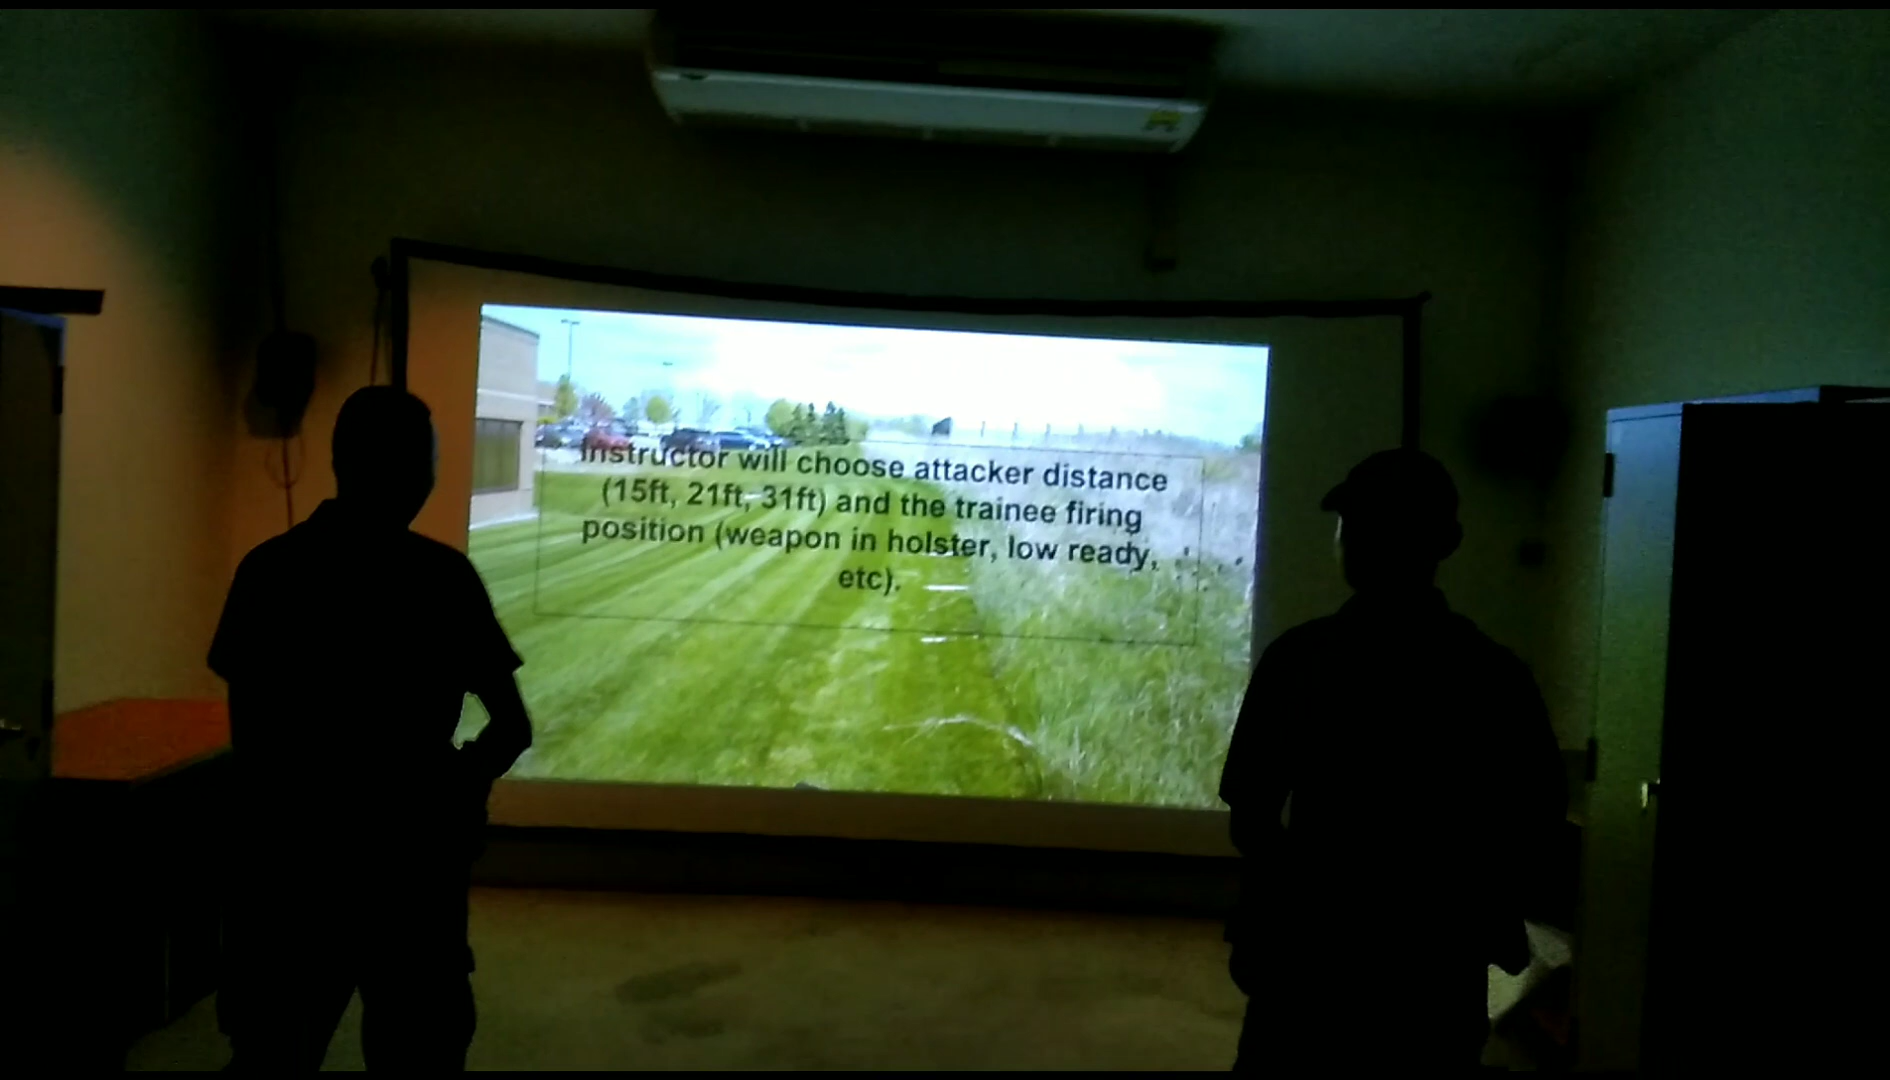 Instructor will choose attacker distance
(15ft, 21ft, 31ft) and the trainee firing
position (weapon in holster, low ready,
etc).